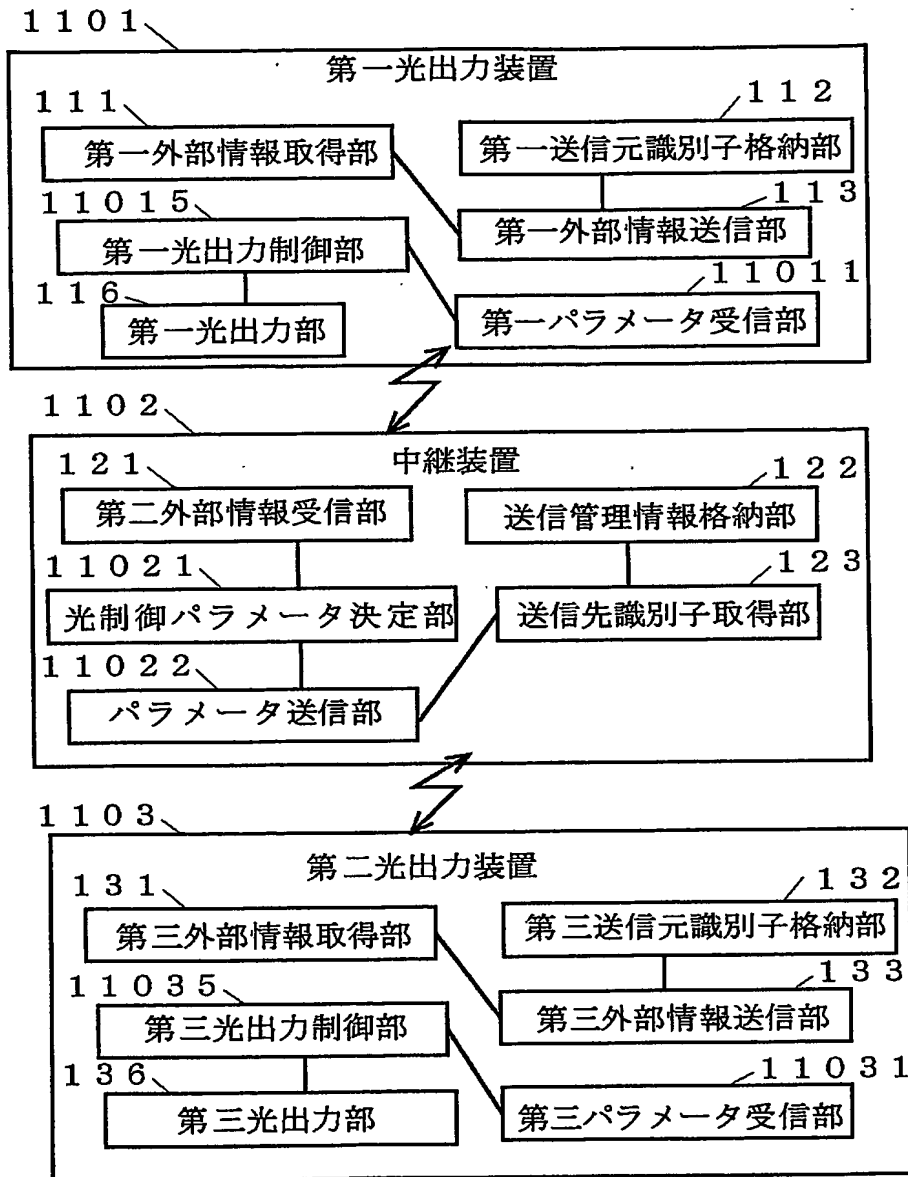 1101
第一光出力装置
111
112
第一外部情報取得部
第一送信元識別子格納部
11015
113
第一光出力制御部
第一外部情報送信部
116
11011
第一光出力部
第一パラメータ受信部
1102
中継装置
121
122
第二外部情報受信部
送信管理情報格納部
11021
123
光制御パラメータ決定部
送信先識別子取得部
11022
パラメータ送信部
1103
第二光出力装置
131
132
第三外部情報取得部
第三送信元識別子格納部
11035
133
第三光出力制御部
第三外部情報送信部
136
11031
第三光出力部
第三パラメータ受信部